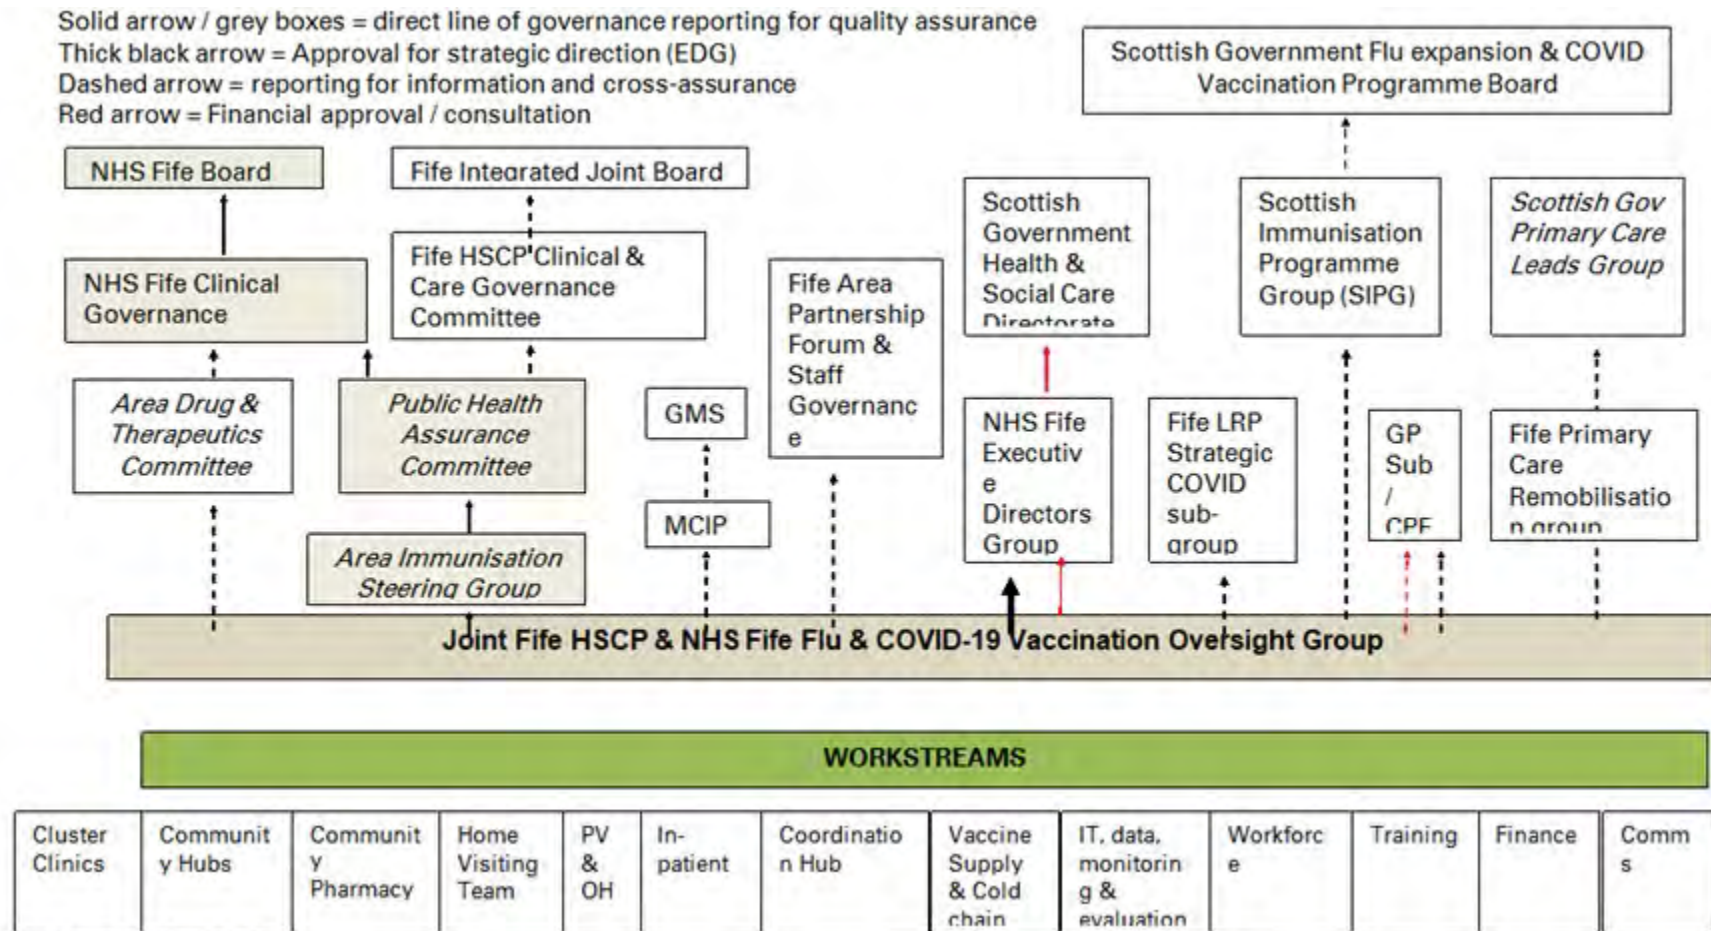 Solid arrow / grey boxes = direct line of governance reporting for quality assurance
Thick black arrow = Approval for strategic direction (EDG)
Dashed arrow = reporting for information and cross-assurance
Red arrow = Financial approval / consultation
Scottish Government Flu expansion & COVID
Vaccination Programme Board
NHS Fife Board
Fife Integrated Joint Board
NHS Fife Clinical
Governance
Fife HSCP Clinical &
Care Governance
Committee
Fife Area
Partnership
Forum &
Staff
Governanc
e
Scottish
Government
Health &
Social Care
Directorate
Scottish
Immunisation
Programme
Group (SIPG)
Scottish Gov
Primary Care
Leads Group
Area Drug &
Therapeutics
Committee
Public Health
Assurance
Committee
GMS
MCIP
NHS Fife
Executiv
e
Directors
Group
Fife LRP
Strategic
COVID
sub-
group
GP
Sub
/
Fife Primary
Care
Remobilisatio
n group
Area Immunisation
Steering Group
Joint Fife HSCP & NHS Fife Flu & COVID-19 Vaccination Oversight Group
WORKSTREAMS
Cluster
Clinics
Communit
y Hubs
Communit
y
Pharmacy
Home
Visiting
Team
PV
&
OH
In-
patient
Coordinatio
n Hub
Vaccine
Supply
& Cold
chain
IT, data,
monitorin
g &
evaluation
Workforc
e
Training
Finance
Comm
s